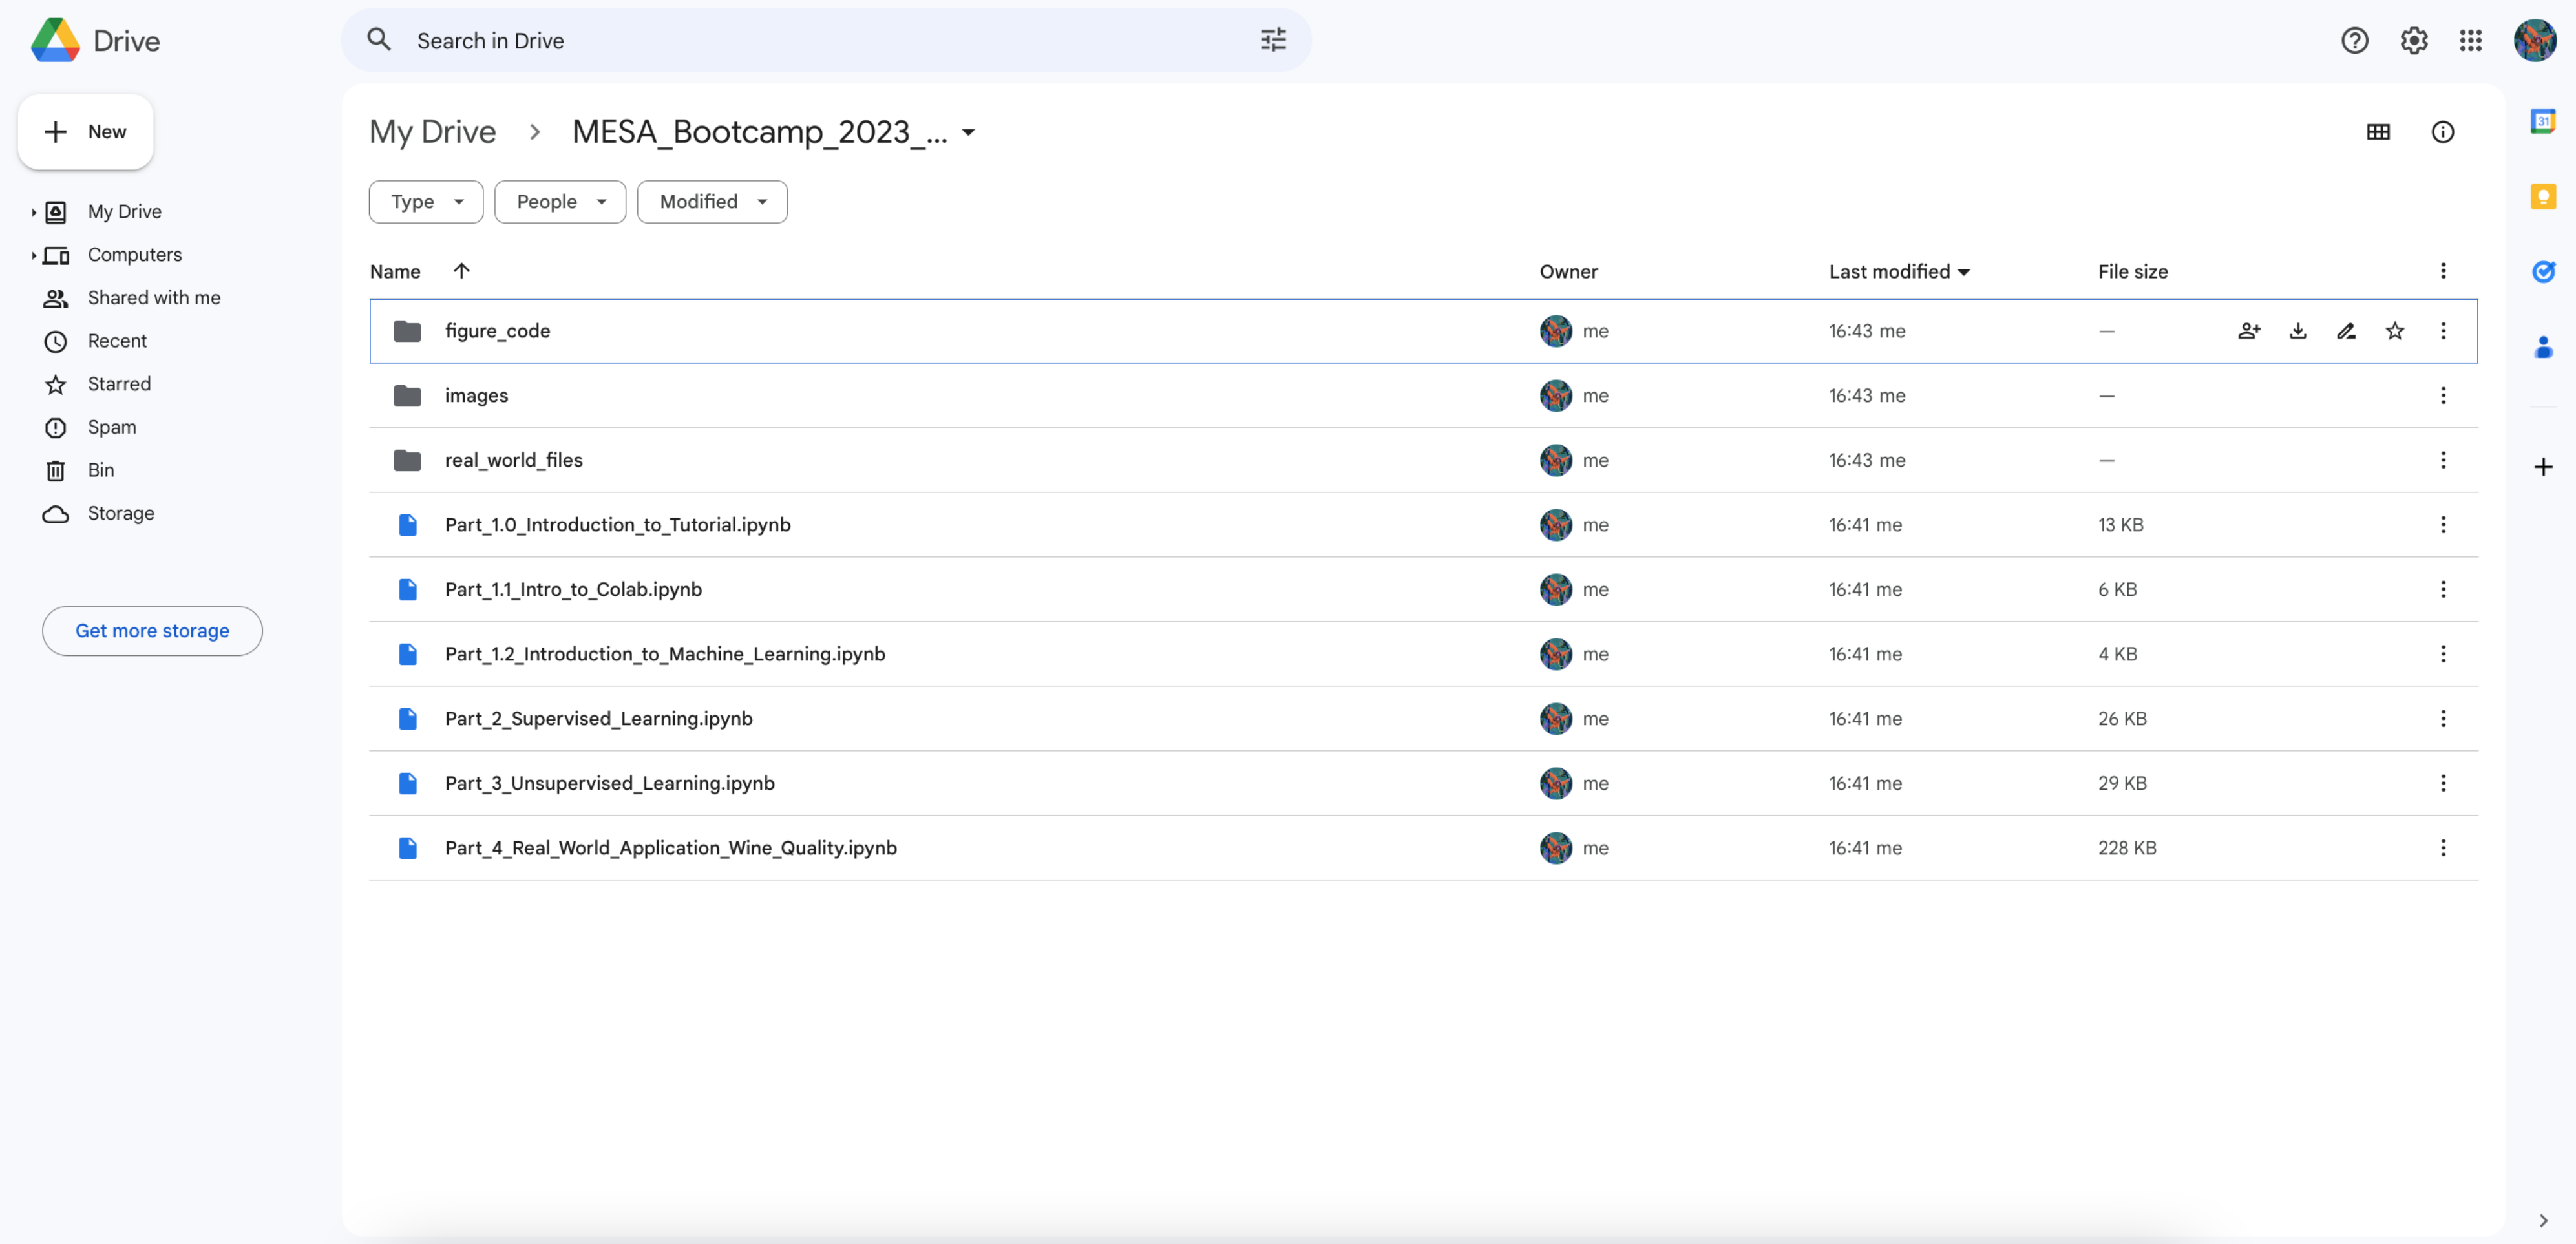 Drive
Search in Drive
New
My Drive
Computers
Shared with me
Recent
Starred
Spam
Bin
Storage
Get more storage
My Drive > MESA_Bootcamp_2023_...
Type People Modified
Name Owner Last modified File size
figure_code me 16:43 me —
images me 16:43 me —
real_world_files me 16:43 me —
Part_1.0_Introduction_to_Tutorial.ipynb me 16:41 me 13 KB
Part_1.1_Intro_to_Colab.ipynb me 16:41 me 6 KB
Part_1.2_Introduction_to_Machine_Learning.ipynb me 16:41 me 4 KB
Part_2_Supervised_Learning.ipynb me 16:41 me 26 KB
Part_3_Unsupervised_Learning.ipynb me 16:41 me 29 KB
Part_4_Real_World_Application_Wine_Quality.ipynb me 16:41 me 228 KB
31